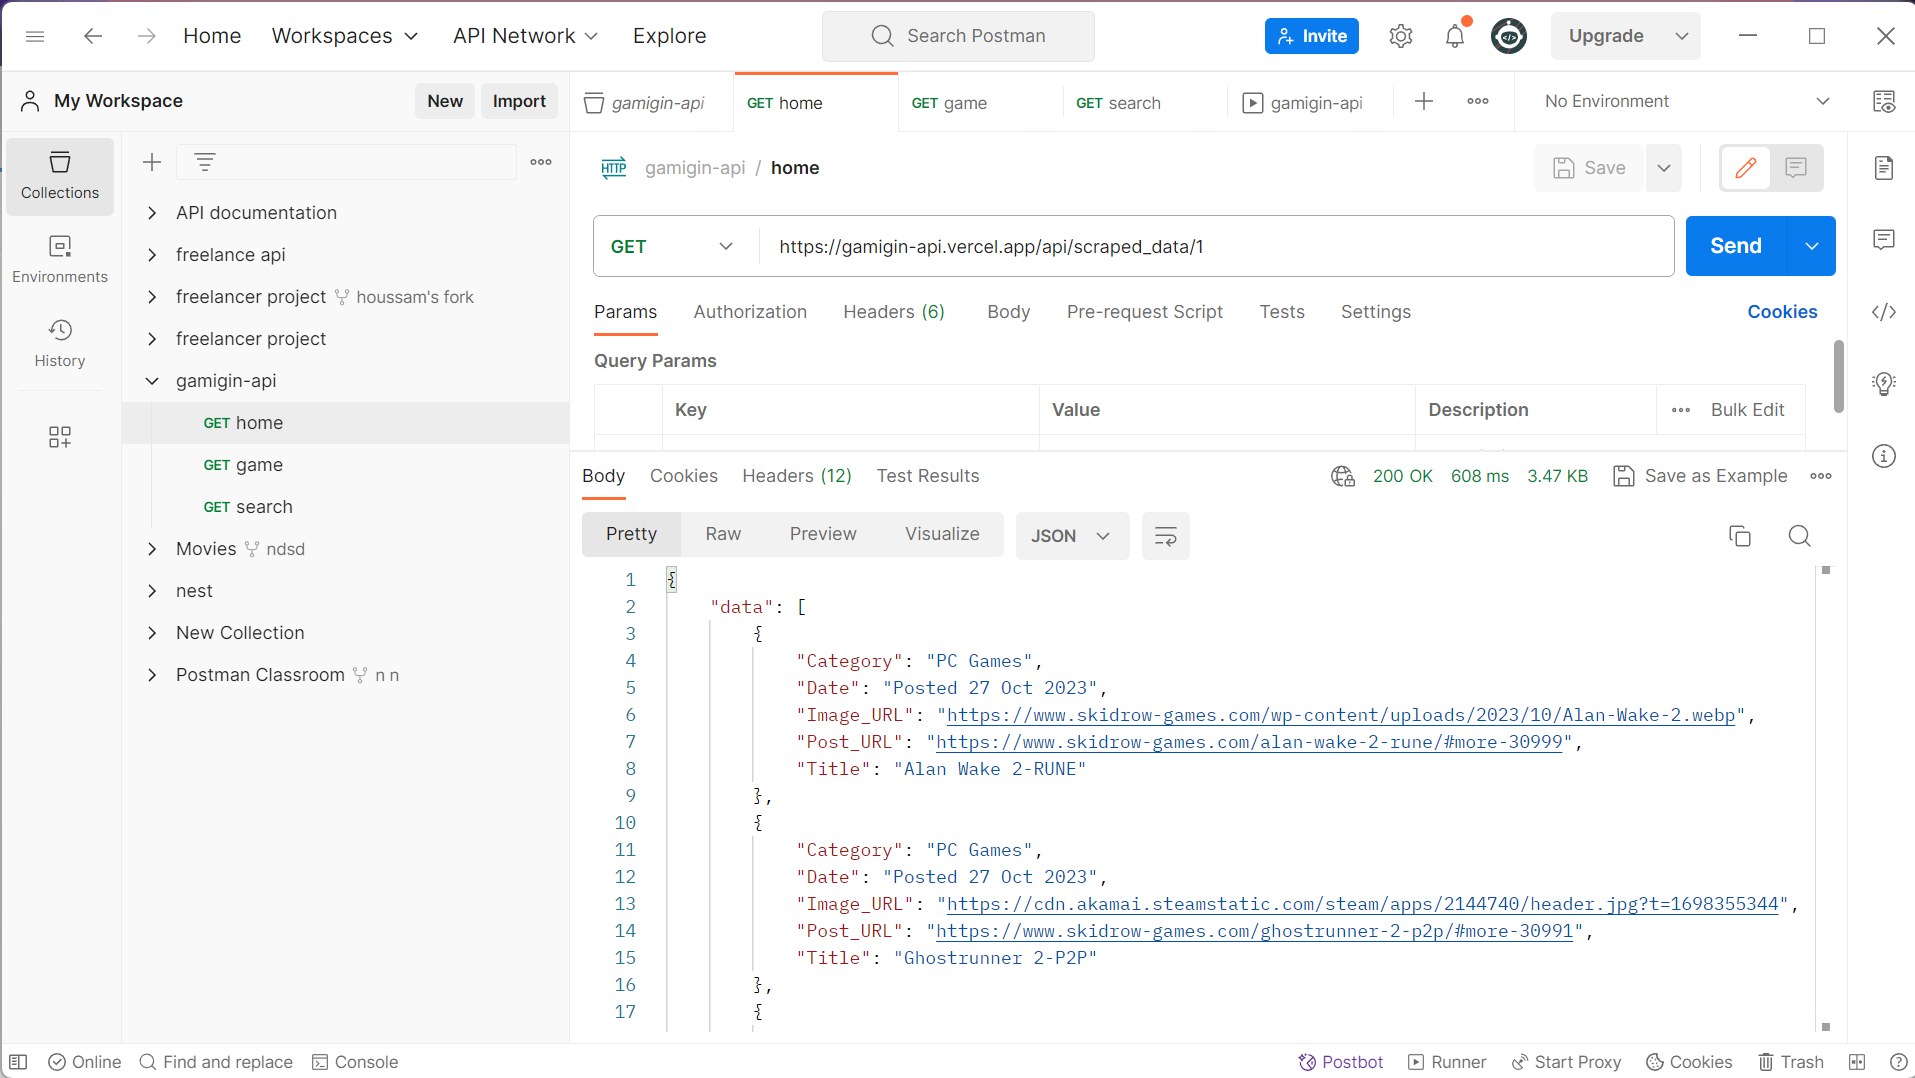 Home Workspaces API Network Explore Search Postman Invite Upgrade
My Workspace New Import
gamigin-api GET home GET game GET search gamigin-api No Environment
Collections
Environments
History
API documentation
freelance api
freelancer project houssam's fork
freelancer project
gamigin-api
GET home
GET game
GET search
Movies ndsd
nest
New Collection
Postman Classroom n n
HTTP gamigin-api / home Save
GET https://gamigin-api.vercel.app/api/scraped_data/1 Send
Params Authorization Headers (6) Body Pre-request Script Tests Settings Cookies
Query Params
Key Value Description Bulk Edit
Body Cookies Headers (12) Test Results 200 OK 608 ms 3.47 KB Save as Example
Pretty Raw Preview Visualize JSON
1 {
2 "data": [
3 {
4 "Category": "PC Games",
5 "Date": "Posted 27 Oct 2023",
6 "Image_URL": "https://www.skidrow-games.com/wp-content/uploads/2023/10/Alan-Wake-2.webp",
7 "Post_URL": "https://www.skidrow-games.com/alan-wake-2-rune/#more-30999",
8 "Title": "Alan Wake 2-RUNE"
9 },
10 {
11 "Category": "PC Games",
12 "Date": "Posted 27 Oct 2023",
13 "Image_URL": "https://cdn.akamai.steamstatic.com/steam/apps/2144740/header.jpg?t=1698355344",
14 "Post_URL": "https://www.skidrow-games.com/ghostrunner-2-p2p/#more-30991",
15 "Title": "Ghostrunner 2-P2P"
16 },
17 {
Online Find and replace Console Postbot Runner Start Proxy Cookies Trash